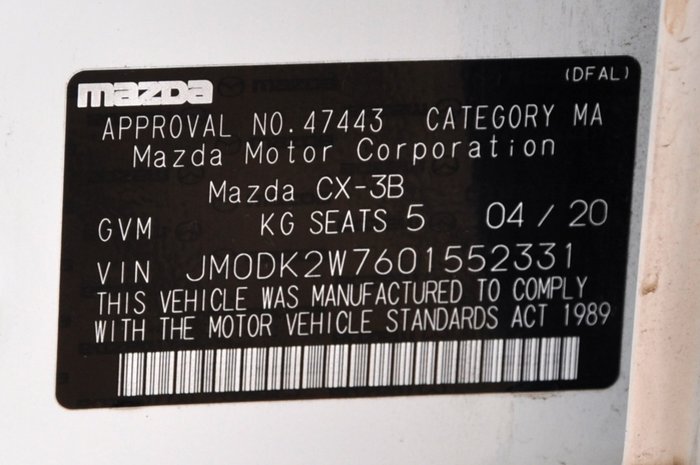 mazda (DFAL)
APPROVAL NO. 47443 CATEGORY MA
Mazda Motor Corporation
Mazda CX-3B
GVM KG SEATS 5 04 / 20
VIN JM0DK2W7601552331
THIS VEHICLE WAS MANUFACTURED TO COMPLY
WITH THE MOTOR VEHICLE STANDARDS ACT 1989